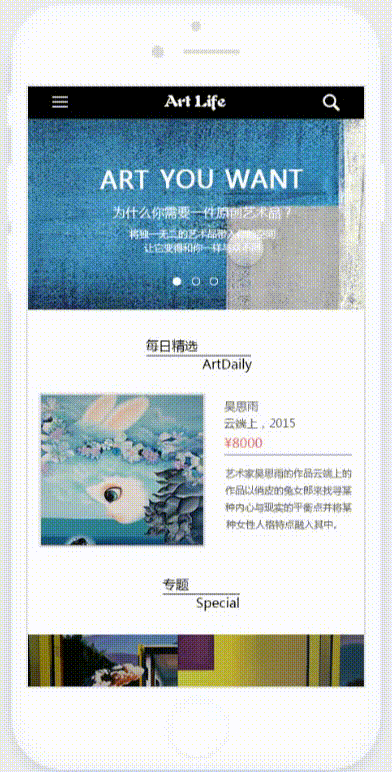 Art Life
ART YOU WANT
为什么你需要一件原创艺术品？
将独一无二的艺术品带入你的空间
让它变得和你一样与众不同
每日精选
ArtDaily
吴思雨
云端上，2015
¥8000
艺术家吴思雨的作品云端上的
作品以俏皮的兔女郎来找寻某
种内心与现实的平衡点并将某
种女性人格特点融入其中。
专题
Special